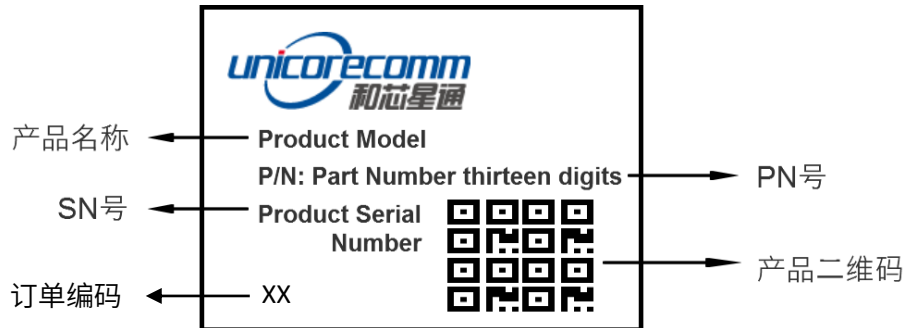 unicorecomm
和芯星通
产品名称
Product Model
P/N: Part Number thirteen digits
PN号
SN号
Product Serial
Number
产品二维码
订单编码
XX